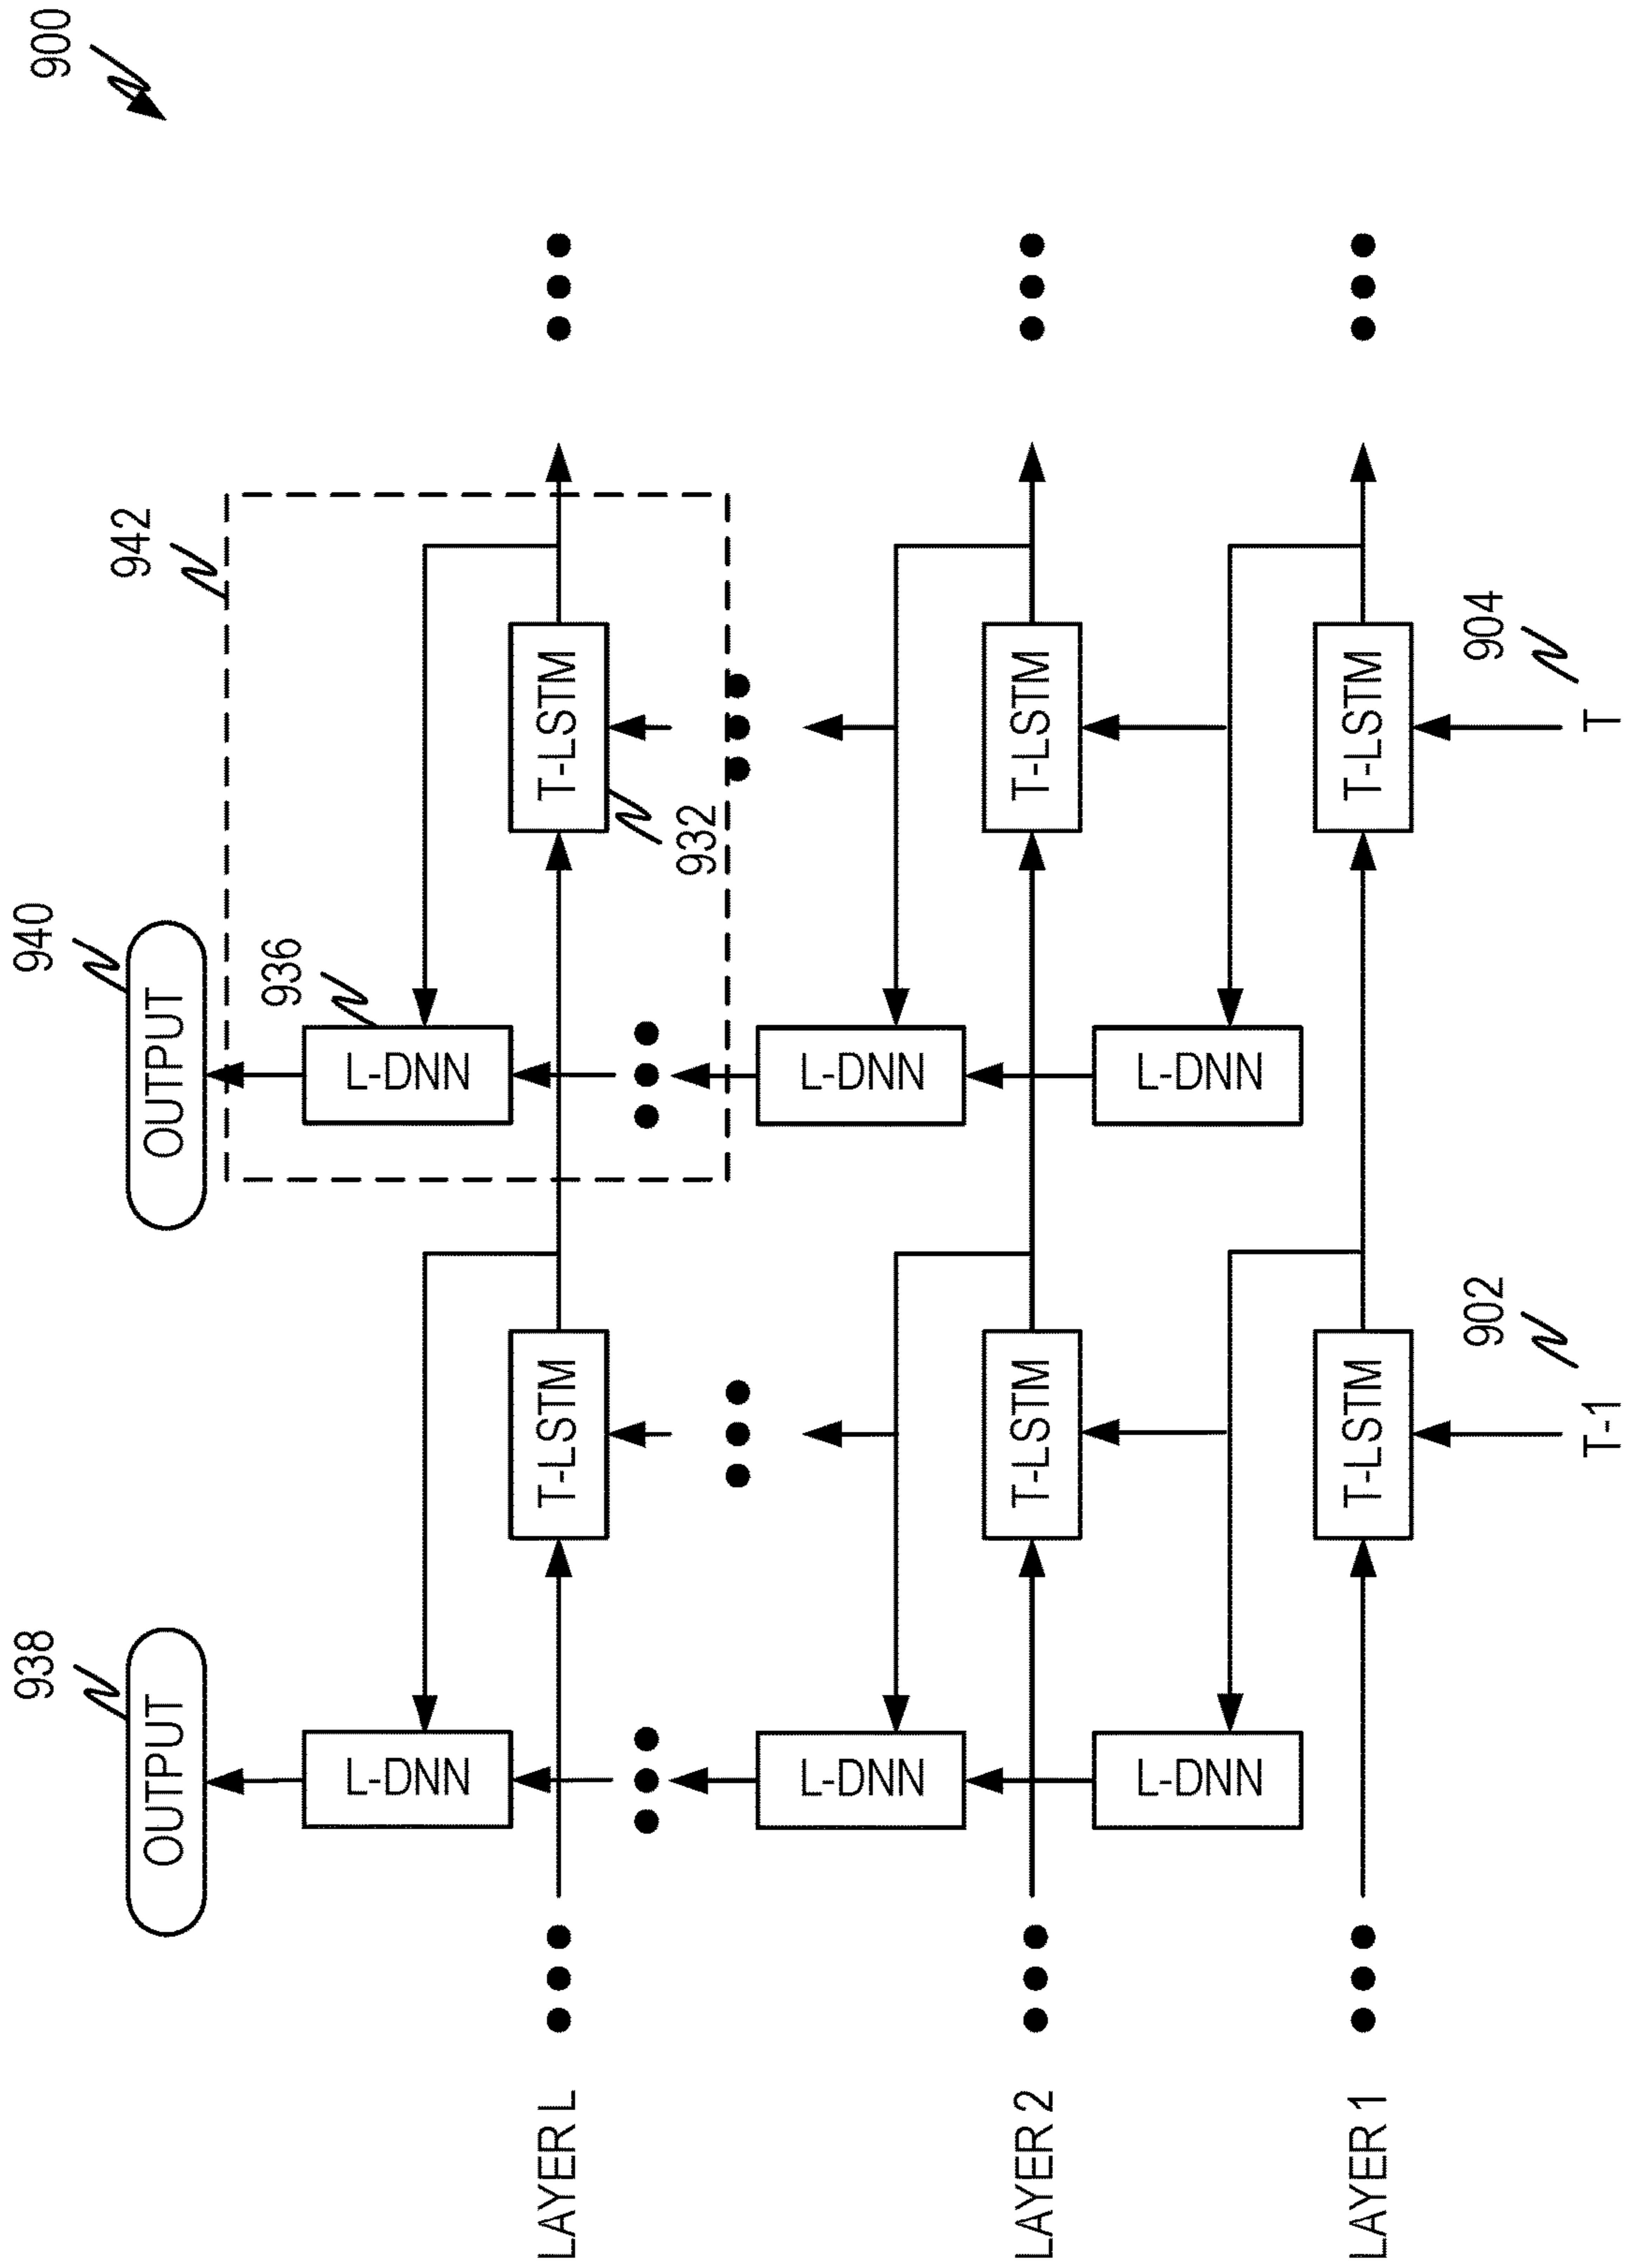 900
938
940
942
OUTPUT
OUTPUT
936
L-DNN
L-DNN
LAYER L
T-LSTM
T-LSTM
932
L-DNN
L-DNN
LAYER 2
T-LSTM
T-LSTM
L-DNN
L-DNN
LAYER 1
T-LSTM
T-LSTM
902
904
T-1
T